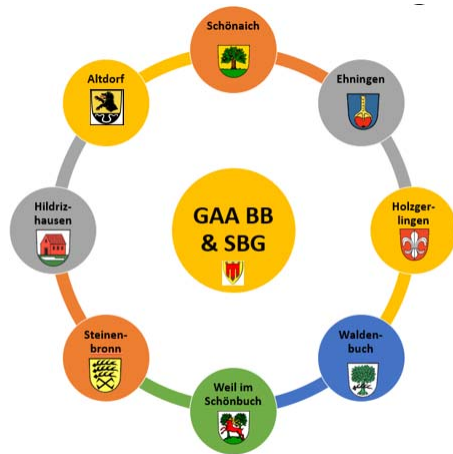 Schönaich
Ehningen
Holzger-
lingen
Walden-
buch
Weil im
Schönbuch
Steinen-
bronn
Hildriz-
hausen
Altdorf
GAA BB
& SBG